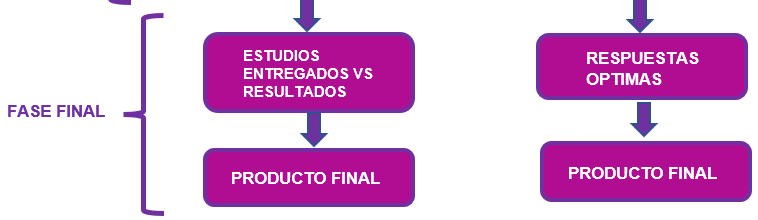 FASE FINAL
ESTUDIOS
ENTREGADOS VS
RESULTADOS
PRODUCTO FINAL
RESPUESTAS
OPTIMAS
PRODUCTO FINAL